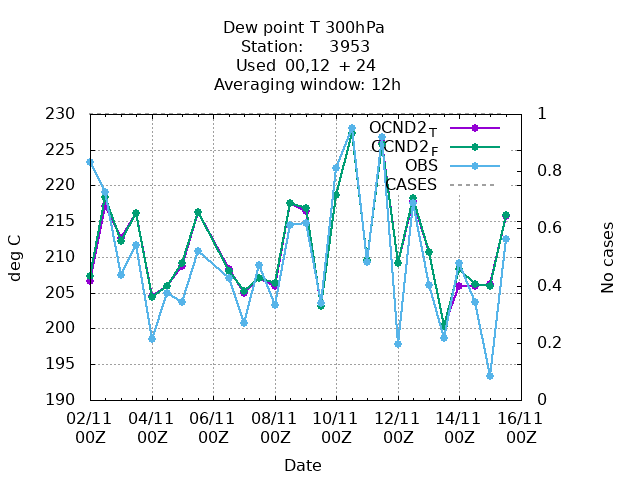 Dew point T 300hPa
Station: 3953
Used 00,12 + 24
Averaging window: 12h
230 1
OCND2T
225
OCND2F
OBS
220 0.8
CASES
215 0.6
210
deg C No cases
205 0.4
200 0.2
195
190 0
02/11 04/11 06/11 08/11 10/11 12/11 14/11 16/11
00Z 00Z 00Z 00Z 00Z 00Z 00Z 00Z
Date